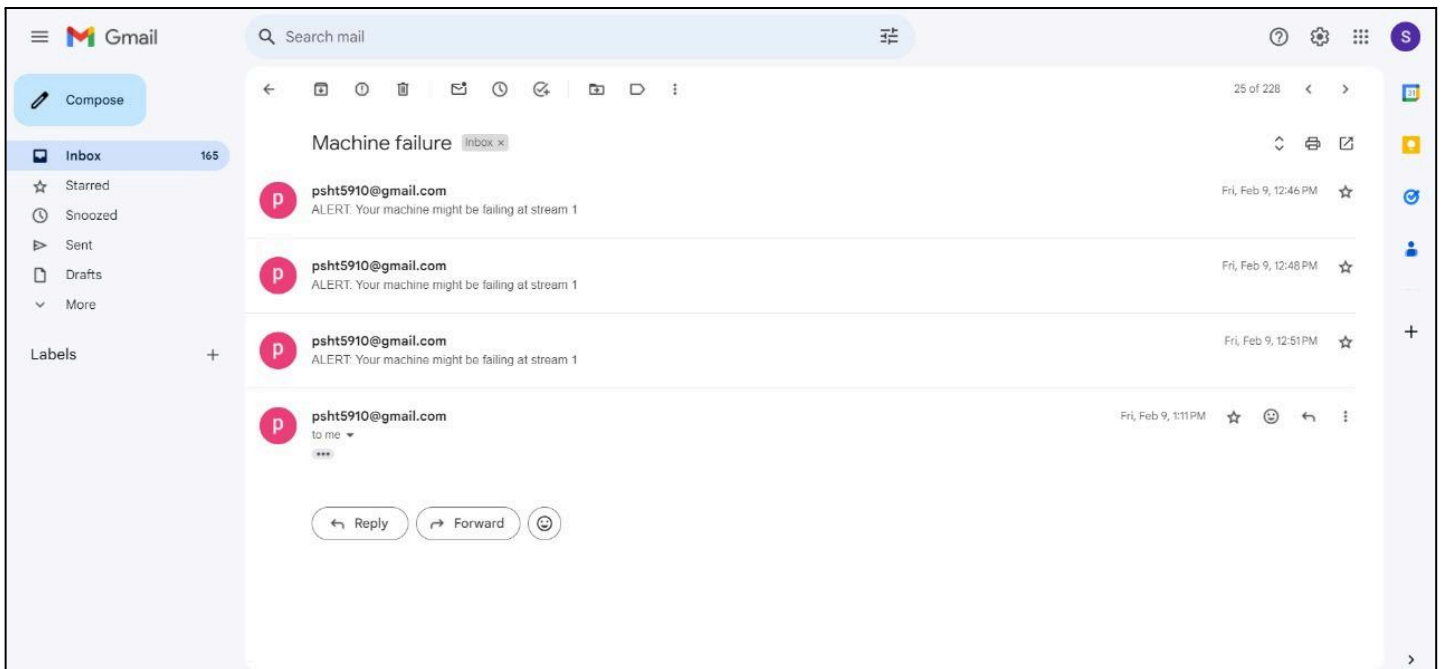 Gmail
Search mail
S
Compose
25 of 228
Inbox 165
Starred
Snoozed
Sent
Drafts
More
Labels
Machine failure Inbox ×
psht5910@gmail.com Fri, Feb 9, 12:46 PM
p
ALERT: Your machine might be failing at stream 1
psht5910@gmail.com Fri, Feb 9, 12:48 PM
p
ALERT: Your machine might be failing at stream 1
psht5910@gmail.com Fri, Feb 9, 12:51 PM
p
ALERT: Your machine might be failing at stream 1
psht5910@gmail.com Fri, Feb 9, 1:11 PM
p
to me
Reply
Forward
31